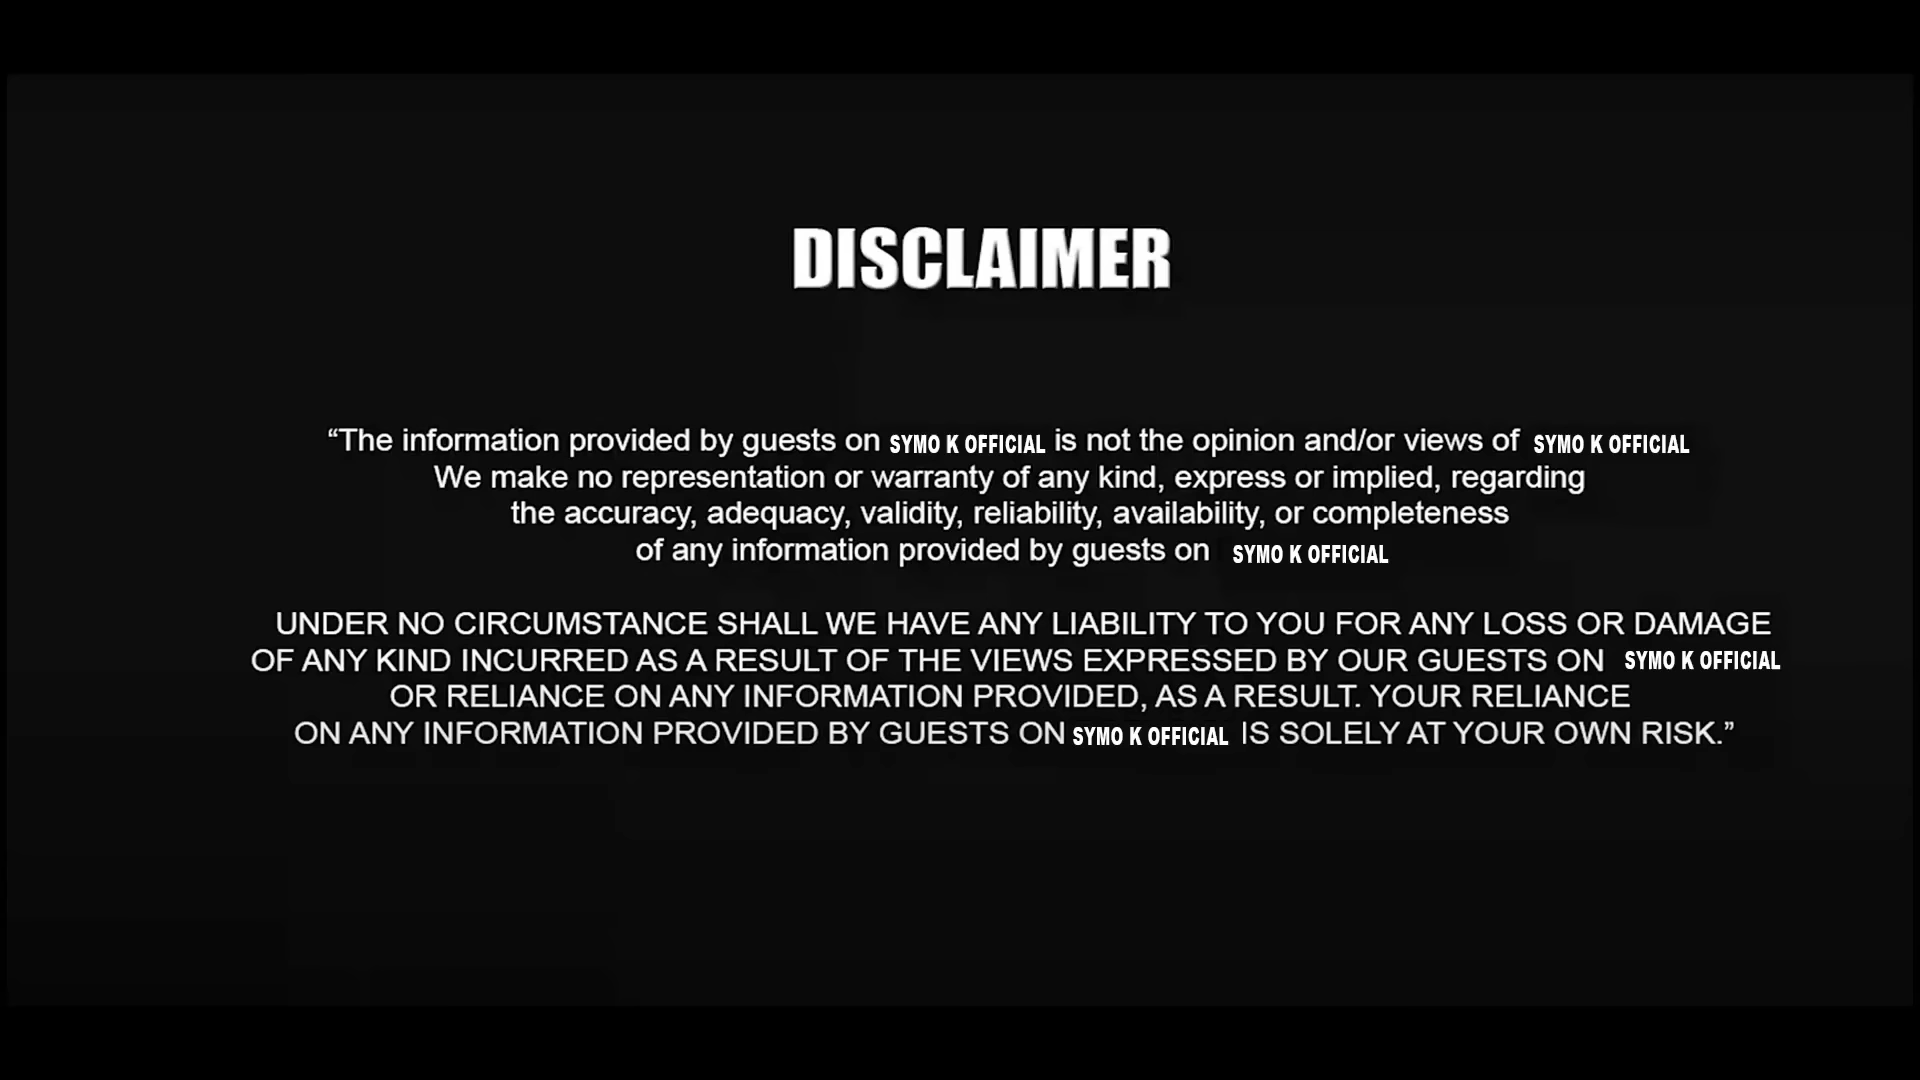 DISCLAIMER
“The information provided by guests on SYMO K OFFICIAL is not the opinion and/or views of SYMO K OFFICIAL
We make no representation or warranty of any kind, express or implied, regarding
the accuracy, adequacy, validity, reliability, availability, or completeness
of any information provided by guests on SYMO K OFFICIAL
UNDER NO CIRCUMSTANCE SHALL WE HAVE ANY LIABILITY TO YOU FOR ANY LOSS OR DAMAGE
OF ANY KIND INCURRED AS A RESULT OF THE VIEWS EXPRESSED BY OUR GUESTS ON SYMO K OFFICIAL
OR RELIANCE ON ANY INFORMATION PROVIDED, AS A RESULT. YOUR RELIANCE
ON ANY INFORMATION PROVIDED BY GUESTS ON SYMO K OFFICIAL IS SOLELY AT YOUR OWN RISK.”